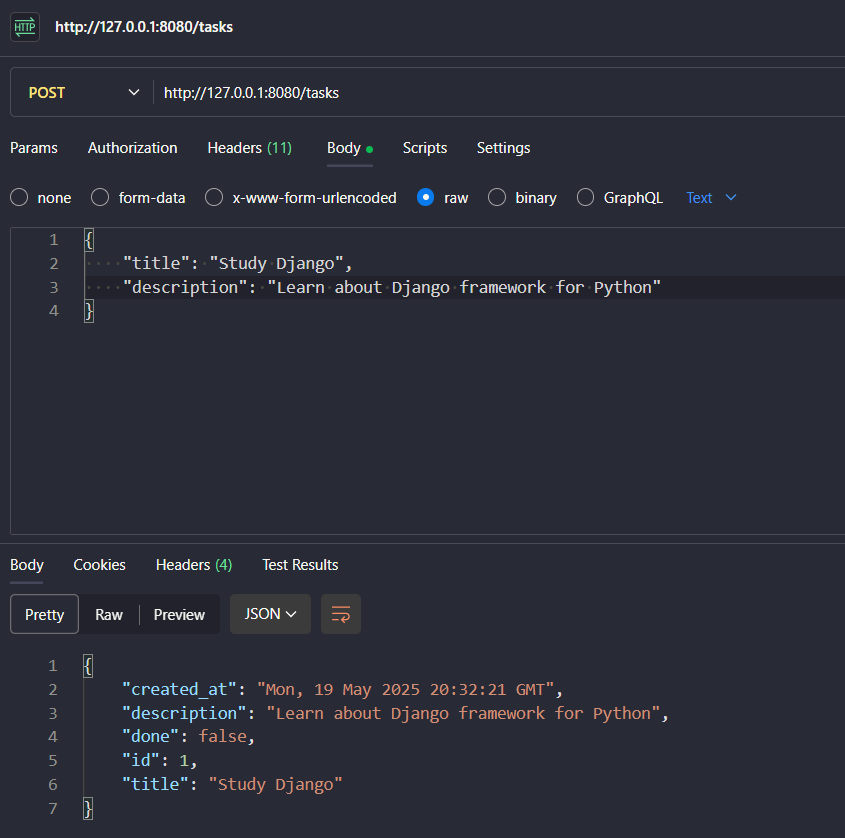 HTTP http://127.0.0.1:8080/tasks
POST http://127.0.0.1:8080/tasks
Params Authorization Headers (11) Body Scripts Settings
none form-data x-www-form-urlencoded raw binary GraphQL Text
1 {
2 "title": "Study Django",
3 "description": "Learn about Django framework for Python"
4 }
Body Cookies Headers (4) Test Results
Pretty Raw Preview JSON
1 {
2 "created_at": "Mon, 19 May 2025 20:32:21 GMT",
3 "description": "Learn about Django framework for Python",
4 "done": false,
5 "id": 1,
6 "title": "Study Django"
7 }